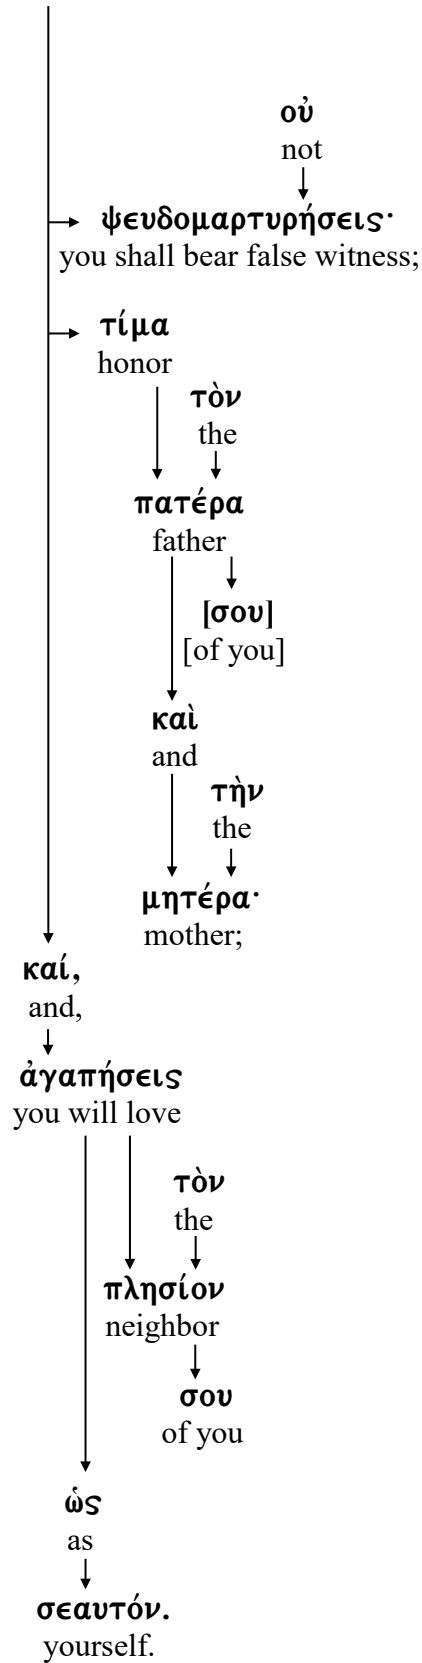 οὐ
not
ψευδομαρτυρήσεις·
you shall bear false witness;
τίμα
honor
τὸν
the
πατέρα
father
[σου]
[of you]
καὶ
and
τὴν
the
μητέρα·
mother;
καί,
and,
ἀγαπήσεις
you will love
τὸν
the
πλησίον
neighbor
σου
of you
ὡς
as
σεαυτόν.
yourself.